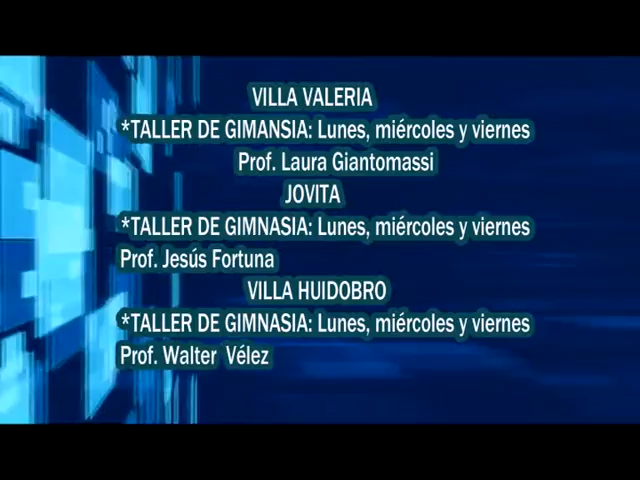 VILLA VALERIA
*TALLER DE GIMANSIA: Lunes, miércoles y viernes
Prof. Laura Giantomassi
JOVITA
*TALLER DE GIMNASIA: Lunes, miércoles y viernes
Prof. Jesús Fortuna
VILLA HUIDOBRO
*TALLER DE GIMNASIA: Lunes, miércoles y viernes
Prof. Walter  Vélez